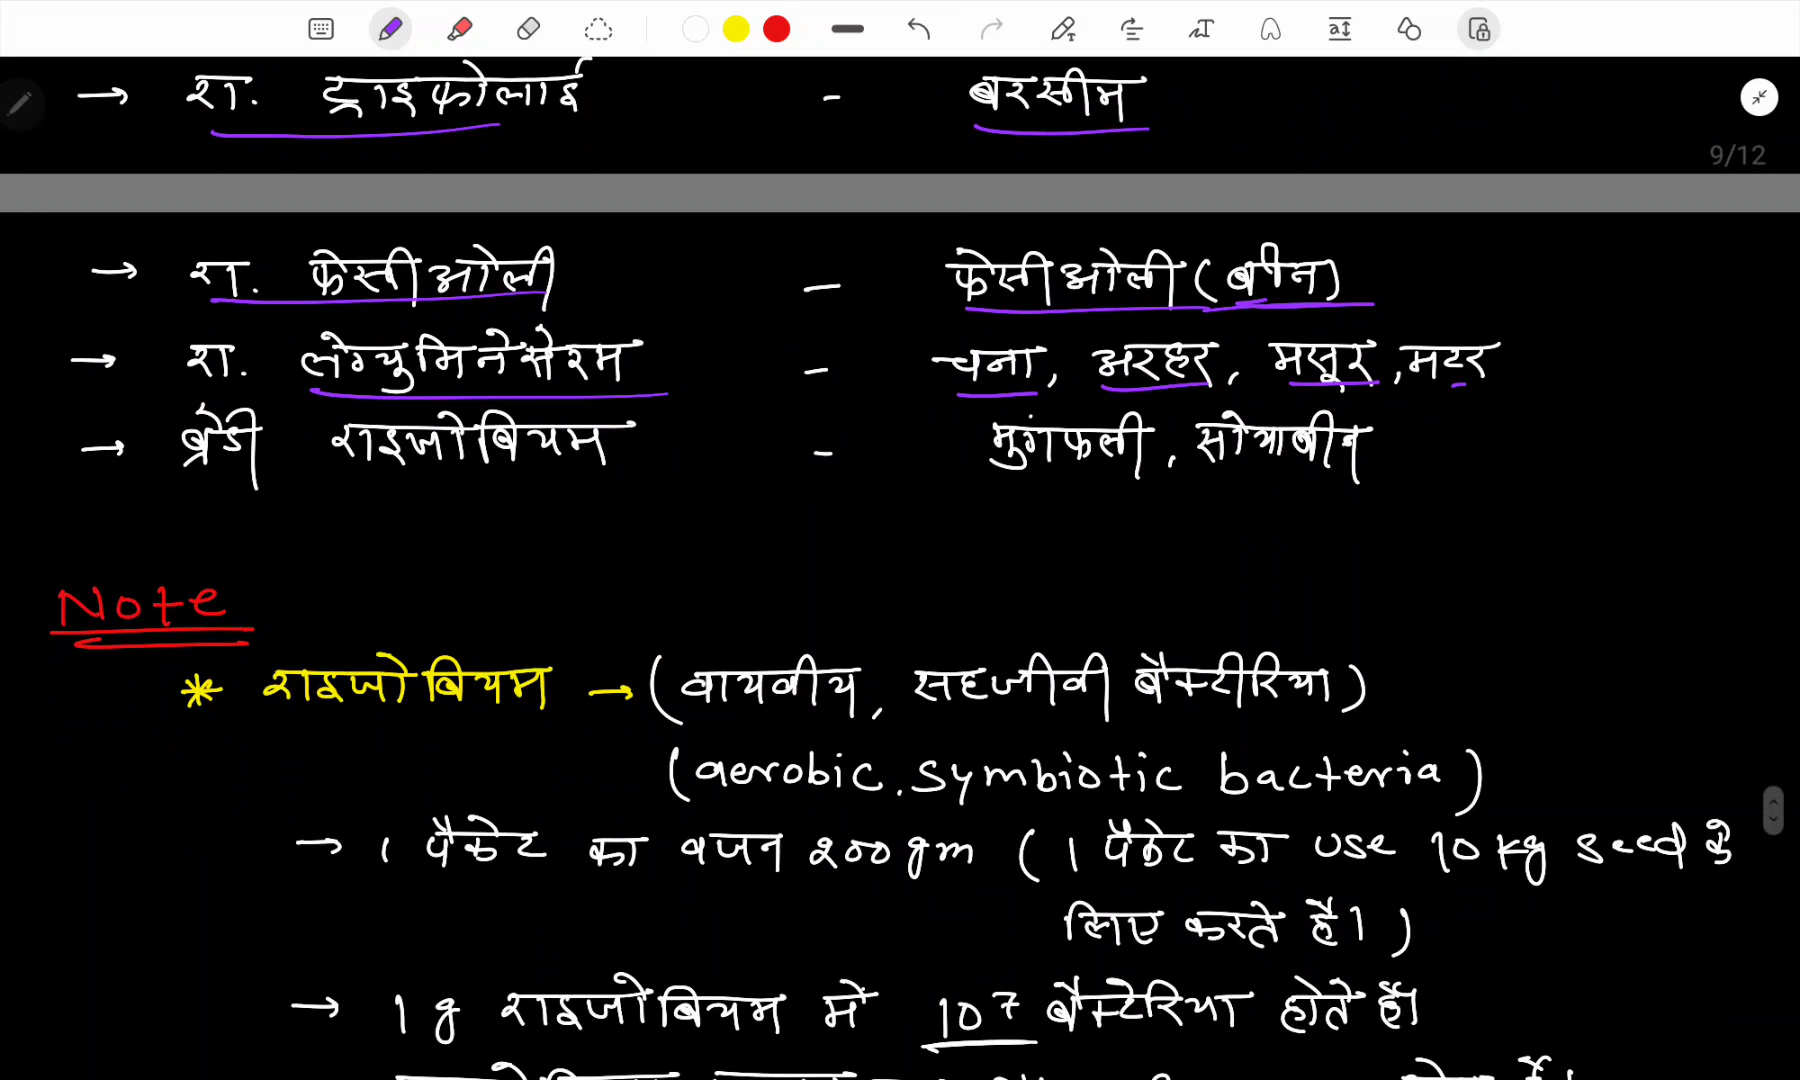 → रा. ट्राइफोलाई - बरसीम
9/12
→ रा. फेसीओली - फेसीओली (बीन)
→ रा. लेग्युमिनेसेरम - चना, अरहर, मसूर, मटर
→ ब्रेडी राइजोबियम - मुंगफली, सोयाबीन
Note
* राइजोबियम → (वायवीय, सहजीवी बैक्टीरिया)
(aerobic. symbiotic bacteria)
→ 1 पैकेट का वजन 200 gm ( 1 पैकेट का use 10 kg seed के
लिए करते है। )
→ 1 g राइजोबियम में 10⁷ बैक्टेरिया होते है।